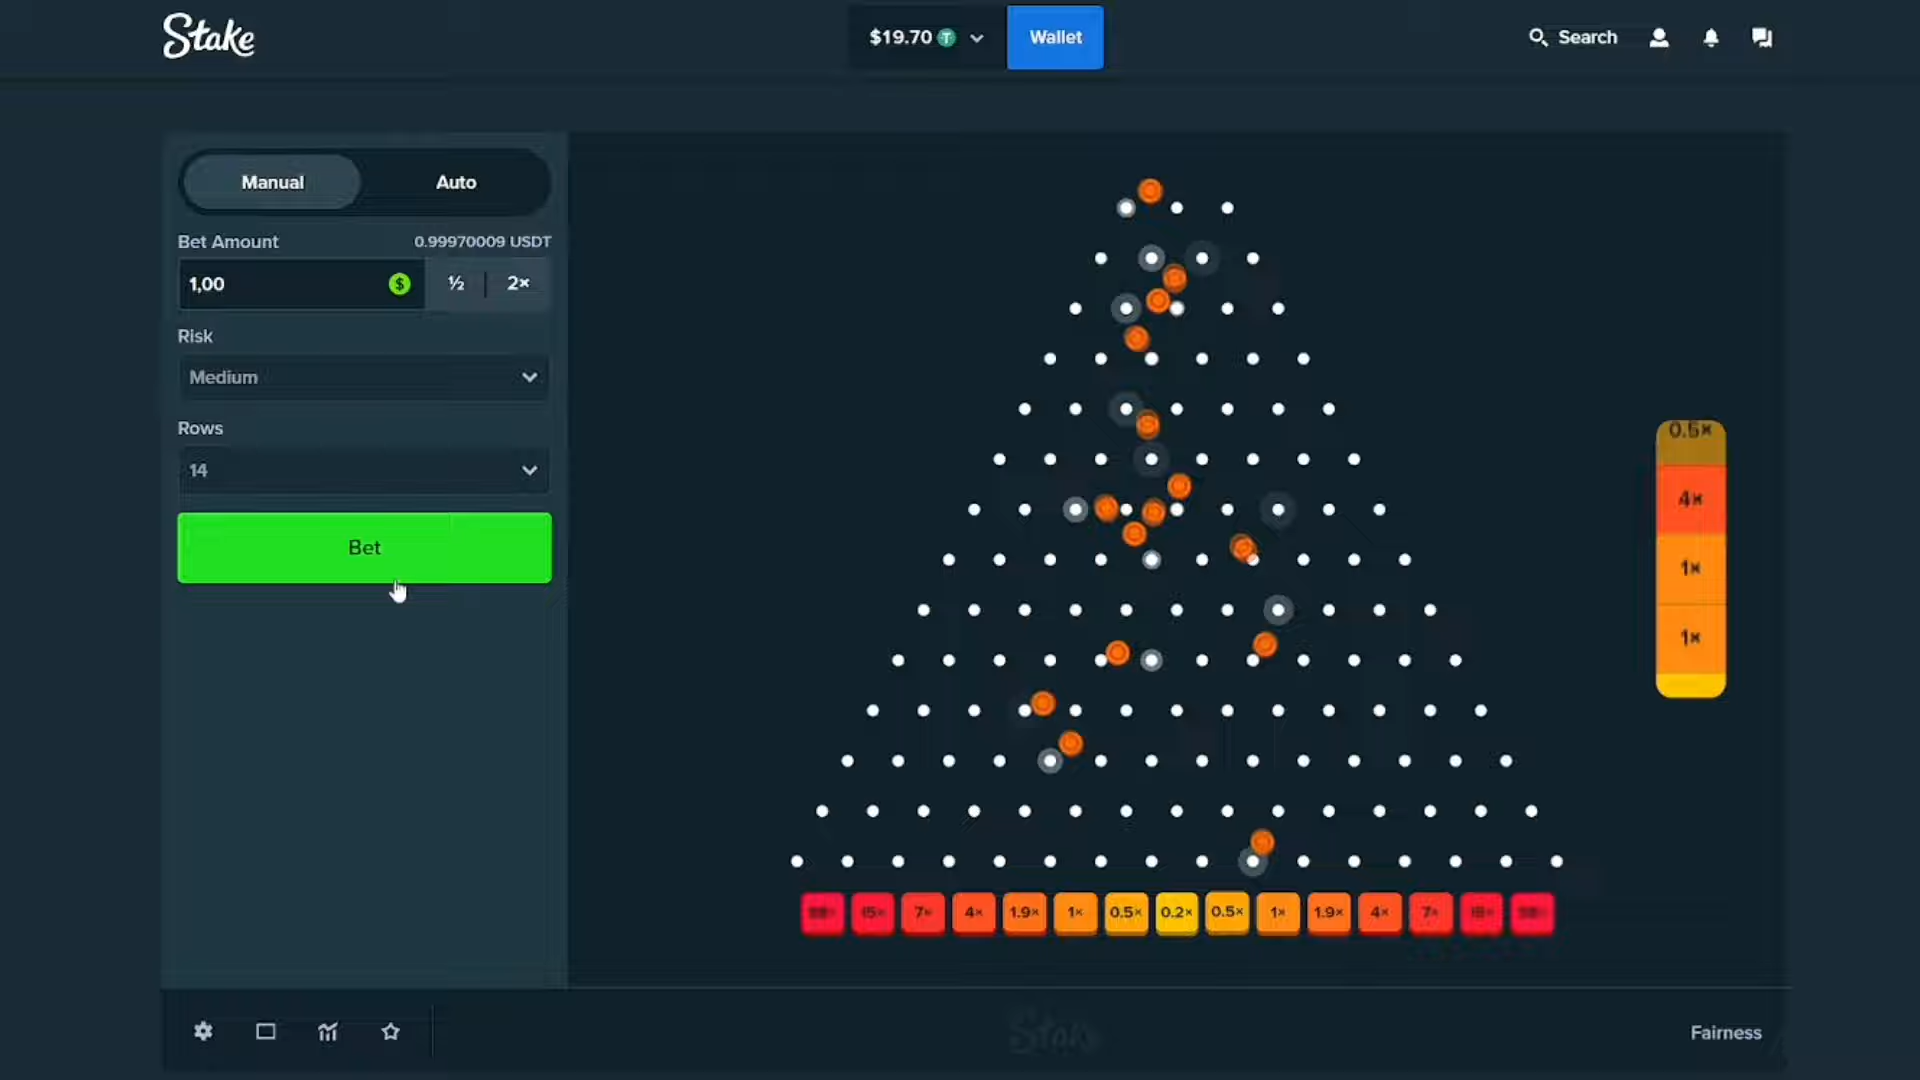 Stake
$19.70
Wallet
Search
Manual
Auto
Bet Amount
0.99970009 USDT
1,00
$
½
2×
Risk
Medium
Rows
14
Bet
0.5×
4×
1×
1×
15× 7× 4× 1.9× 1× 0.5× 0.2× 0.5× 1× 1.9× 4× 7×
Stake
Fairness